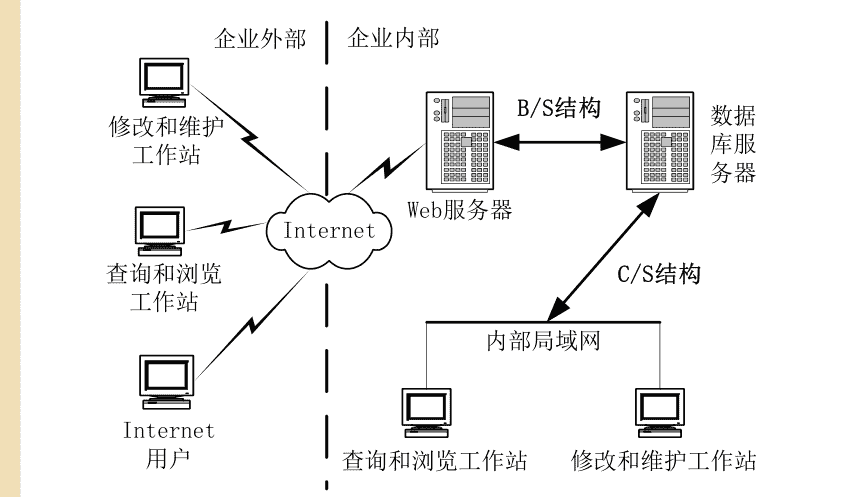 企业外部
企业内部
修改和维护
工作站
B/S结构
数据
库服
务器
Web服务器
Internet
查询和浏览
工作站
C/S结构
内部局域网
Internet
用户
查询和浏览工作站
修改和维护工作站